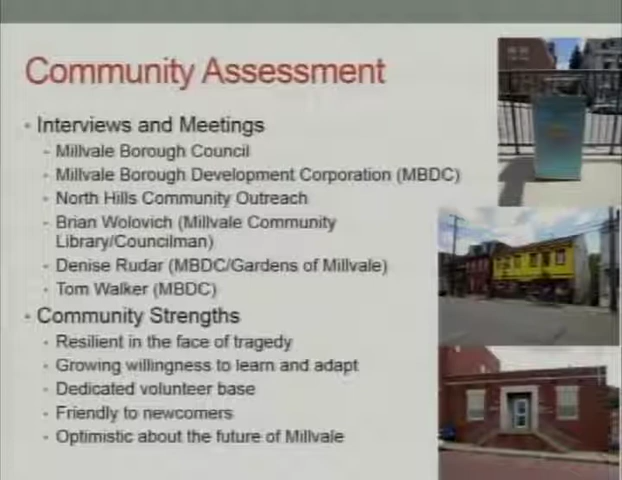 Community Assessment
Interviews and Meetings
- Millvale Borough Council
- Millvale Borough Development Corporation (MBDC)
- North Hills Community Outreach
- Brian Wolovich (Millvale Community
Library/Councilman)
- Denise Rudar (MBDC/Gardens of Millvale)
- Tom Walker (MBDC)
Community Strengths
- Resilient in the face of tragedy
- Growing willingness to learn and adapt
- Dedicated volunteer base
- Friendly to newcomers
- Optimistic about the future of Millvale